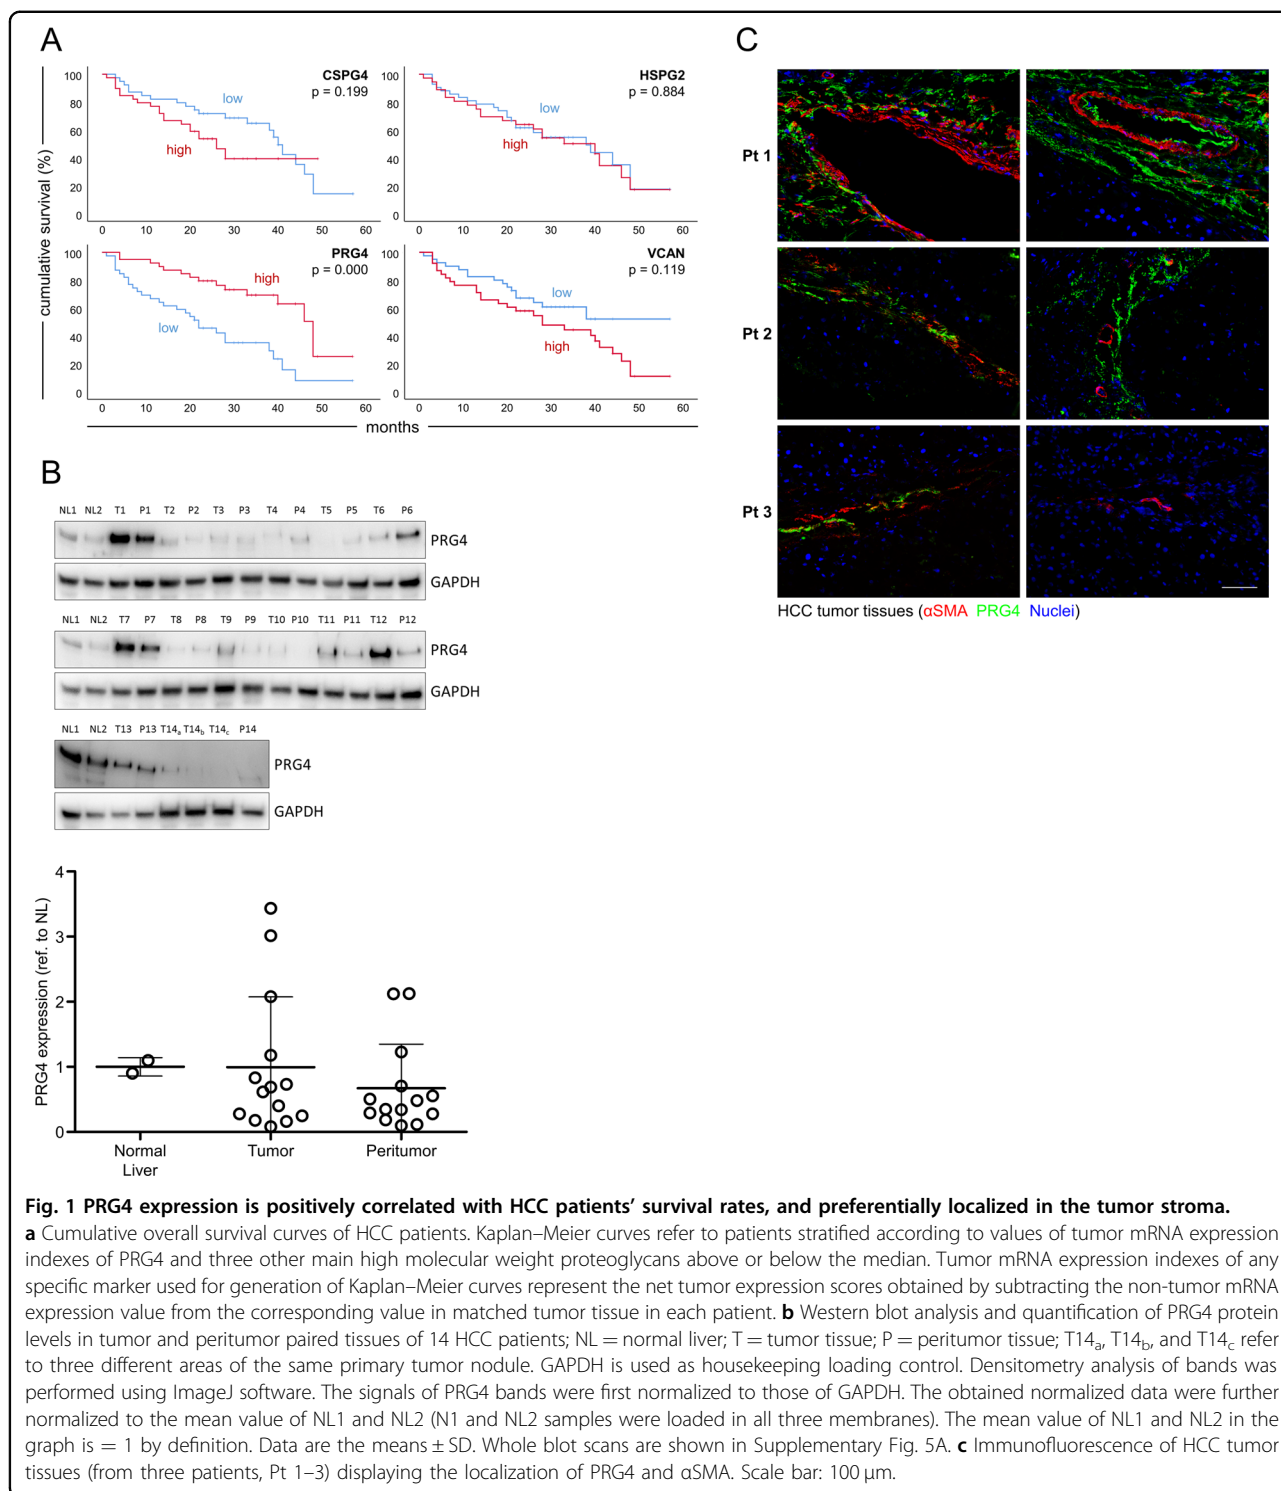 A
cumulative survival (%)
CSPG4
p = 0.199
low
high
100
80
60
40
20
0
0 10 20 30 40 50 60
HSPG2
p = 0.884
low
high
100
80
60
40
20
0
0 10 20 30 40 50 60
PRG4
p = 0.000
high
low
100
80
60
40
20
0
0 10 20 30 40 50 60
VCAN
p = 0.119
low
high
100
80
60
40
20
0
0 10 20 30 40 50 60
months
B
NL1 NL2 T1 P1 T2 P2 T3 P3 T4 P4 T5 P5 T6 P6
PRG4
GAPDH
NL1 NL2 T7 P7 T8 P8 T9 P9 T10 P10 T11 P11 T12 P12
PRG4
GAPDH
NL1 NL2 T13 P13 T14a T14b T14c P14
PRG4
GAPDH
PRG4 expression (ref. to NL)
4
3
2
1
0
Normal Liver
Tumor
Peritumor
C
Pt 1
Pt 2
Pt 3
HCC tumor tissues (αSMA PRG4 Nuclei)
Fig. 1 PRG4 expression is positively correlated with HCC patients' survival rates, and preferentially localized in the tumor stroma.
a Cumulative overall survival curves of HCC patients. Kaplan–Meier curves refer to patients stratified according to values of tumor mRNA expression
indexes of PRG4 and three other main high molecular weight proteoglycans above or below the median. Tumor mRNA expression indexes of any
specific marker used for generation of Kaplan–Meier curves represent the net tumor expression scores obtained by subtracting the non-tumor mRNA
expression value from the corresponding value in matched tumor tissue in each patient. b Western blot analysis and quantification of PRG4 protein
levels in tumor and peritumor paired tissues of 14 HCC patients; NL = normal liver; T = tumor tissue; P = peritumor tissue; T14a, T14b, and T14c refer
to three different areas of the same primary tumor nodule. GAPDH is used as housekeeping loading control. Densitometry analysis of bands was
performed using ImageJ software. The signals of PRG4 bands were first normalized to those of GAPDH. The obtained normalized data were further
normalized to the mean value of NL1 and NL2 (N1 and NL2 samples were loaded in all three membranes). The mean value of NL1 and NL2 in the
graph is = 1 by definition. Data are the means ± SD. Whole blot scans are shown in Supplementary Fig. 5A. c Immunofluorescence of HCC tumor
tissues (from three patients, Pt 1–3) displaying the localization of PRG4 and αSMA. Scale bar: 100 μm.